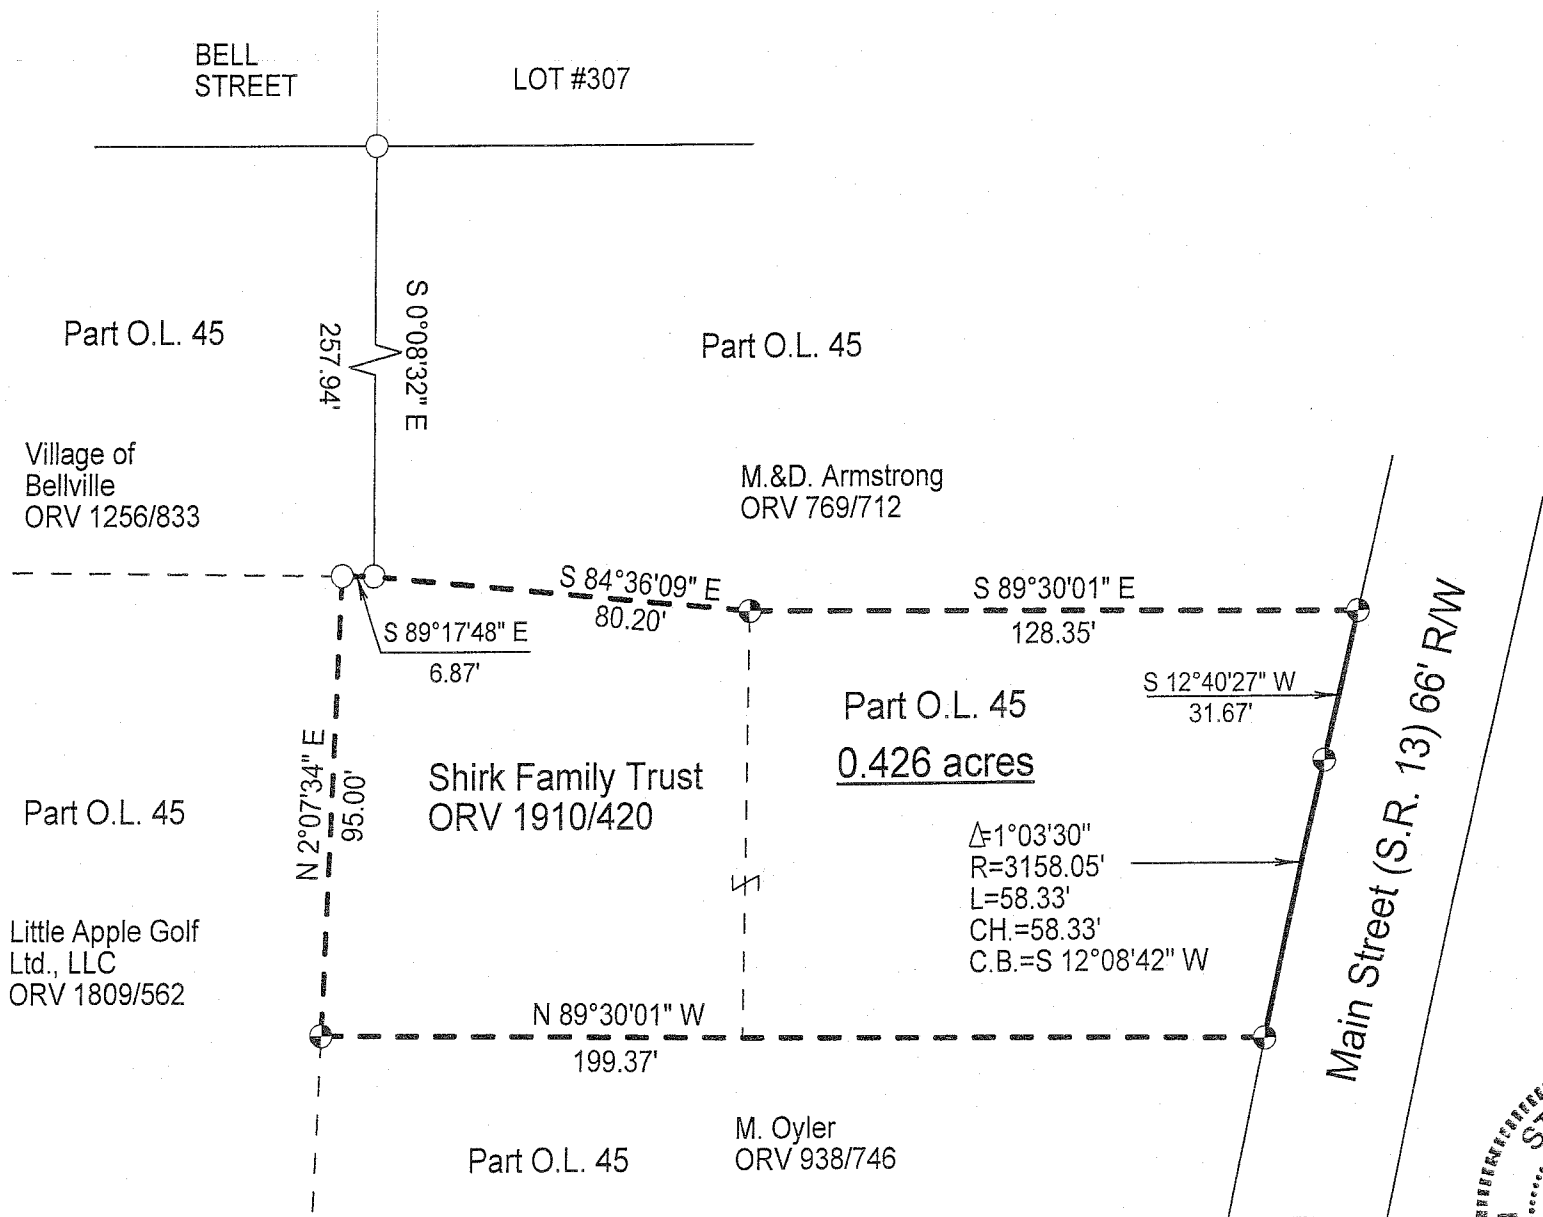 BELL
STREET
LOT #307
S 0°08'32" E
257.94'
Part O.L. 45
Part O.L. 45
Village of
Bellville
ORV 1256/833
M.&D. Armstrong
ORV 769/712
S 84°36'09" E
80.20'
S 89°30'01" E
128.35'
S 89°17'48" E
6.87'
S 12°40'27" W
31.67'
Main Street (S.R. 13) 66' R/W
Part O.L. 45
0.426 acres
N 2°07'34" E
95.00'
Shirk Family Trust
ORV 1910/420
Part O.L. 45
Δ=1°03'30"
R=3158.05'
L=58.33'
CH.=58.33'
C.B.=S 12°08'42" W
Little Apple Golf
Ltd., LLC
ORV 1809/562
N 89°30'01" W
199.37'
M. Oyler
ORV 938/746
Part O.L. 45